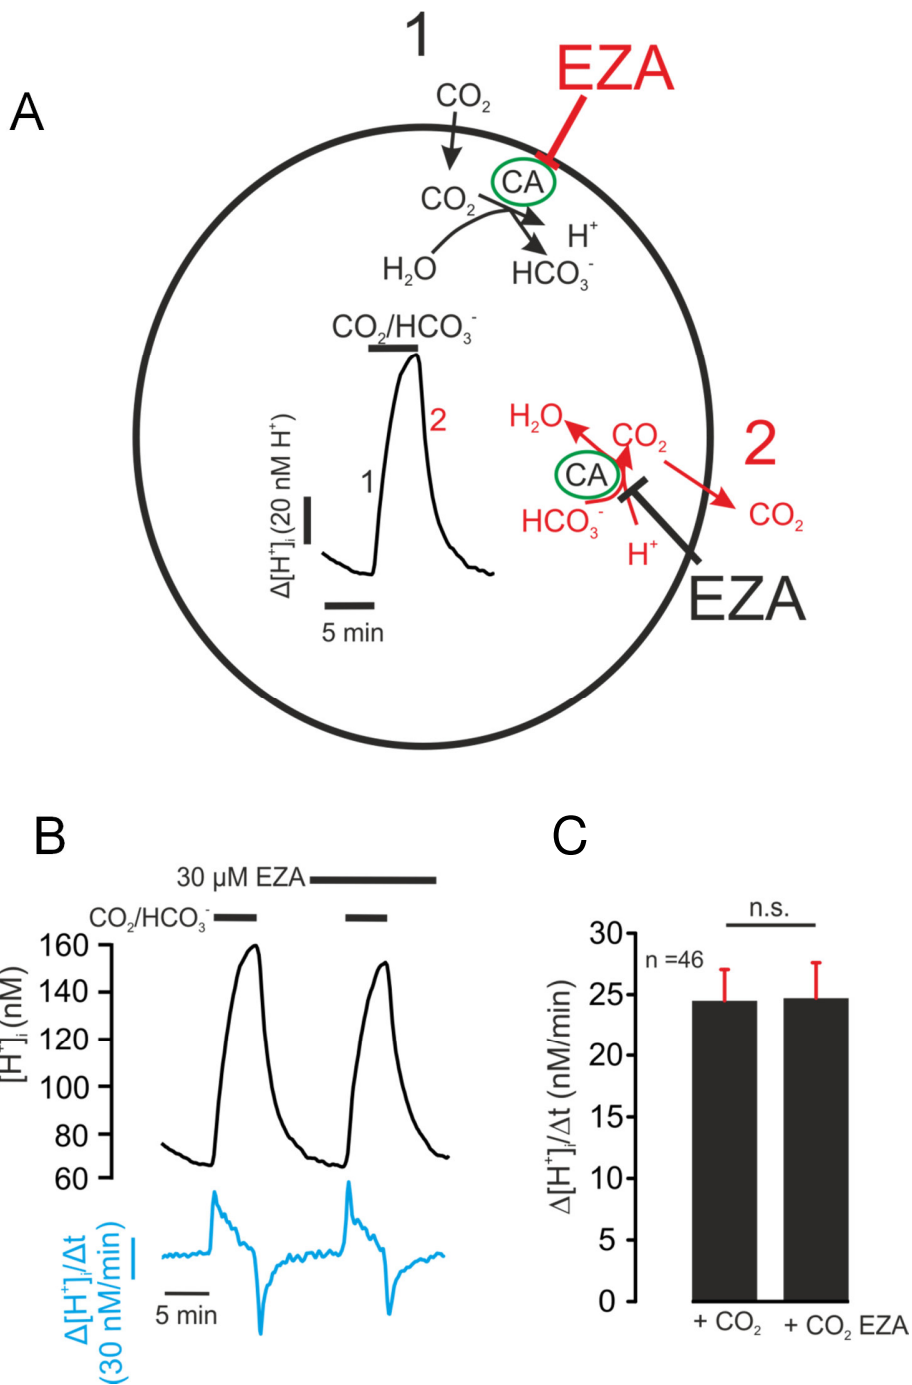 A
1
EZA
CO₂
CO₂
CA
H⁺
H₂O
HCO₃⁻
CO₂/HCO₃⁻
1
2
Δ[H⁺]ᵢ (20 nM H⁺)
5 min
H₂O
CO₂
2
CA
HCO₃⁻
H⁺
CO₂
EZA
B
30 µM EZA
CO₂/HCO₃⁻
[H⁺]ᵢ (nM)
160
140
120
100
80
60
Δ[H⁺]ᵢ/Δt
(30 nM/min)
5 min
C
n.s.
n =46
Δ[H⁺]ᵢ/Δt (nM/min)
30
25
20
15
10
5
0
+ CO₂
+ CO₂ EZA